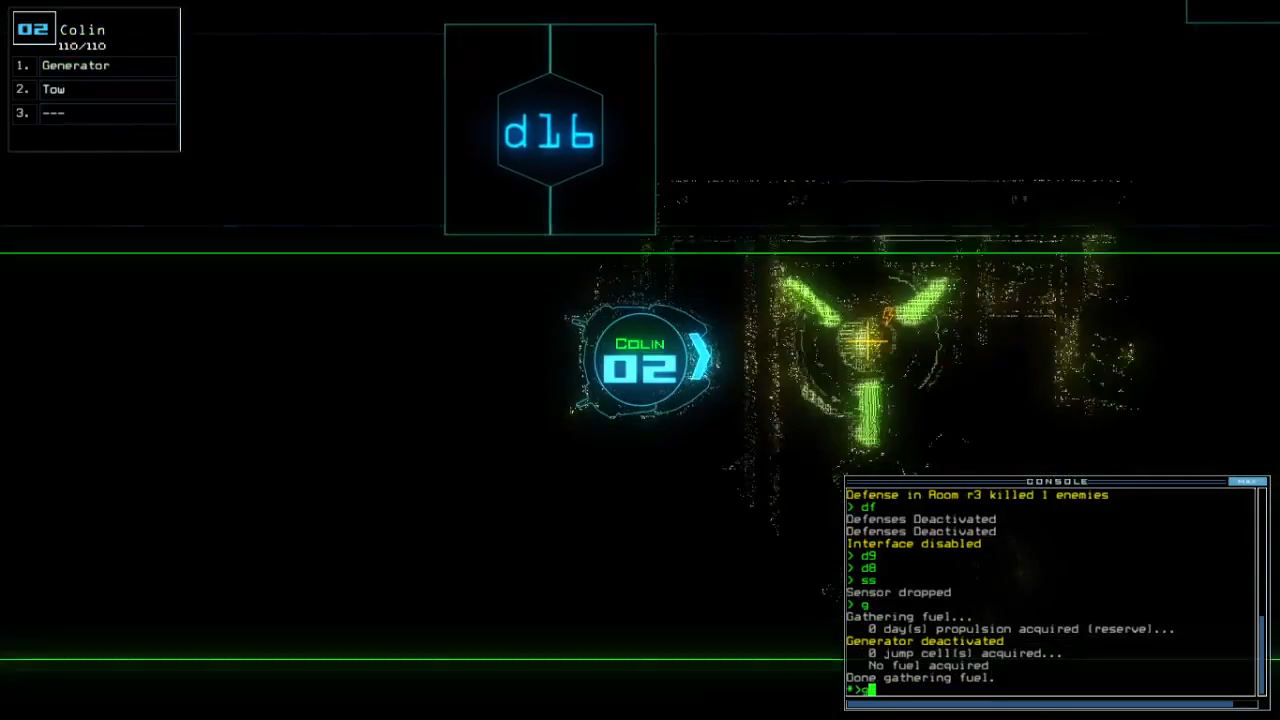 02 Colin
110/110
1. Generator
2. Tow
3. ---
d16
Colin
02
CONSOLE
MAX
Defense in Room r3 killed 1 enemies
> df
Defenses Deactivated
Defenses Deactivated
Interface disabled
> d9
> d8
> ss
Sensor dropped
> g
Gathering fuel...
0 day(s) propulsion acquired (reserve)...
Generator deactivated
0 jump cell(s) acquired...
No fuel acquired
Done gathering fuel.
*>g